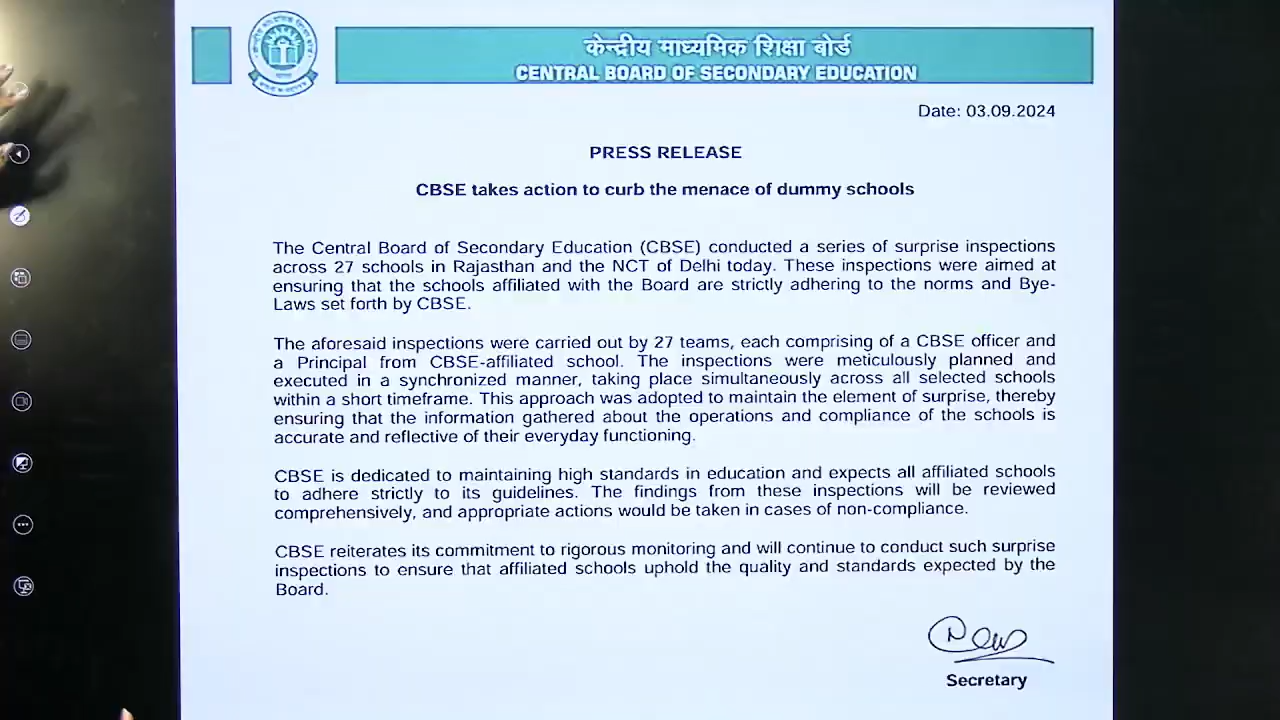 केन्द्रीय माध्यमिक शिक्षा बोर्ड
CENTRAL BOARD OF SECONDARY EDUCATION
Date: 03.09.2024
PRESS RELEASE
CBSE takes action to curb the menace of dummy schools
The Central Board of Secondary Education (CBSE) conducted a series of surprise inspections
across 27 schools in Rajasthan and the NCT of Delhi today. These inspections were aimed at
ensuring that the schools affiliated with the Board are strictly adhering to the norms and Bye-
Laws set forth by CBSE.
The aforesaid inspections were carried out by 27 teams, each comprising of a CBSE officer and
a Principal from CBSE-affiliated school. The inspections were meticulously planned and
executed in a synchronized manner, taking place simultaneously across all selected schools
within a short timeframe. This approach was adopted to maintain the element of surprise, thereby
ensuring that the information gathered about the operations and compliance of the schools is
accurate and reflective of their everyday functioning.
CBSE is dedicated to maintaining high standards in education and expects all affiliated schools
to adhere strictly to its guidelines. The findings from these inspections will be reviewed
comprehensively, and appropriate actions would be taken in cases of non-compliance.
CBSE reiterates its commitment to rigorous monitoring and will continue to conduct such surprise
inspections to ensure that affiliated schools uphold the quality and standards expected by the
Board.
Secretary